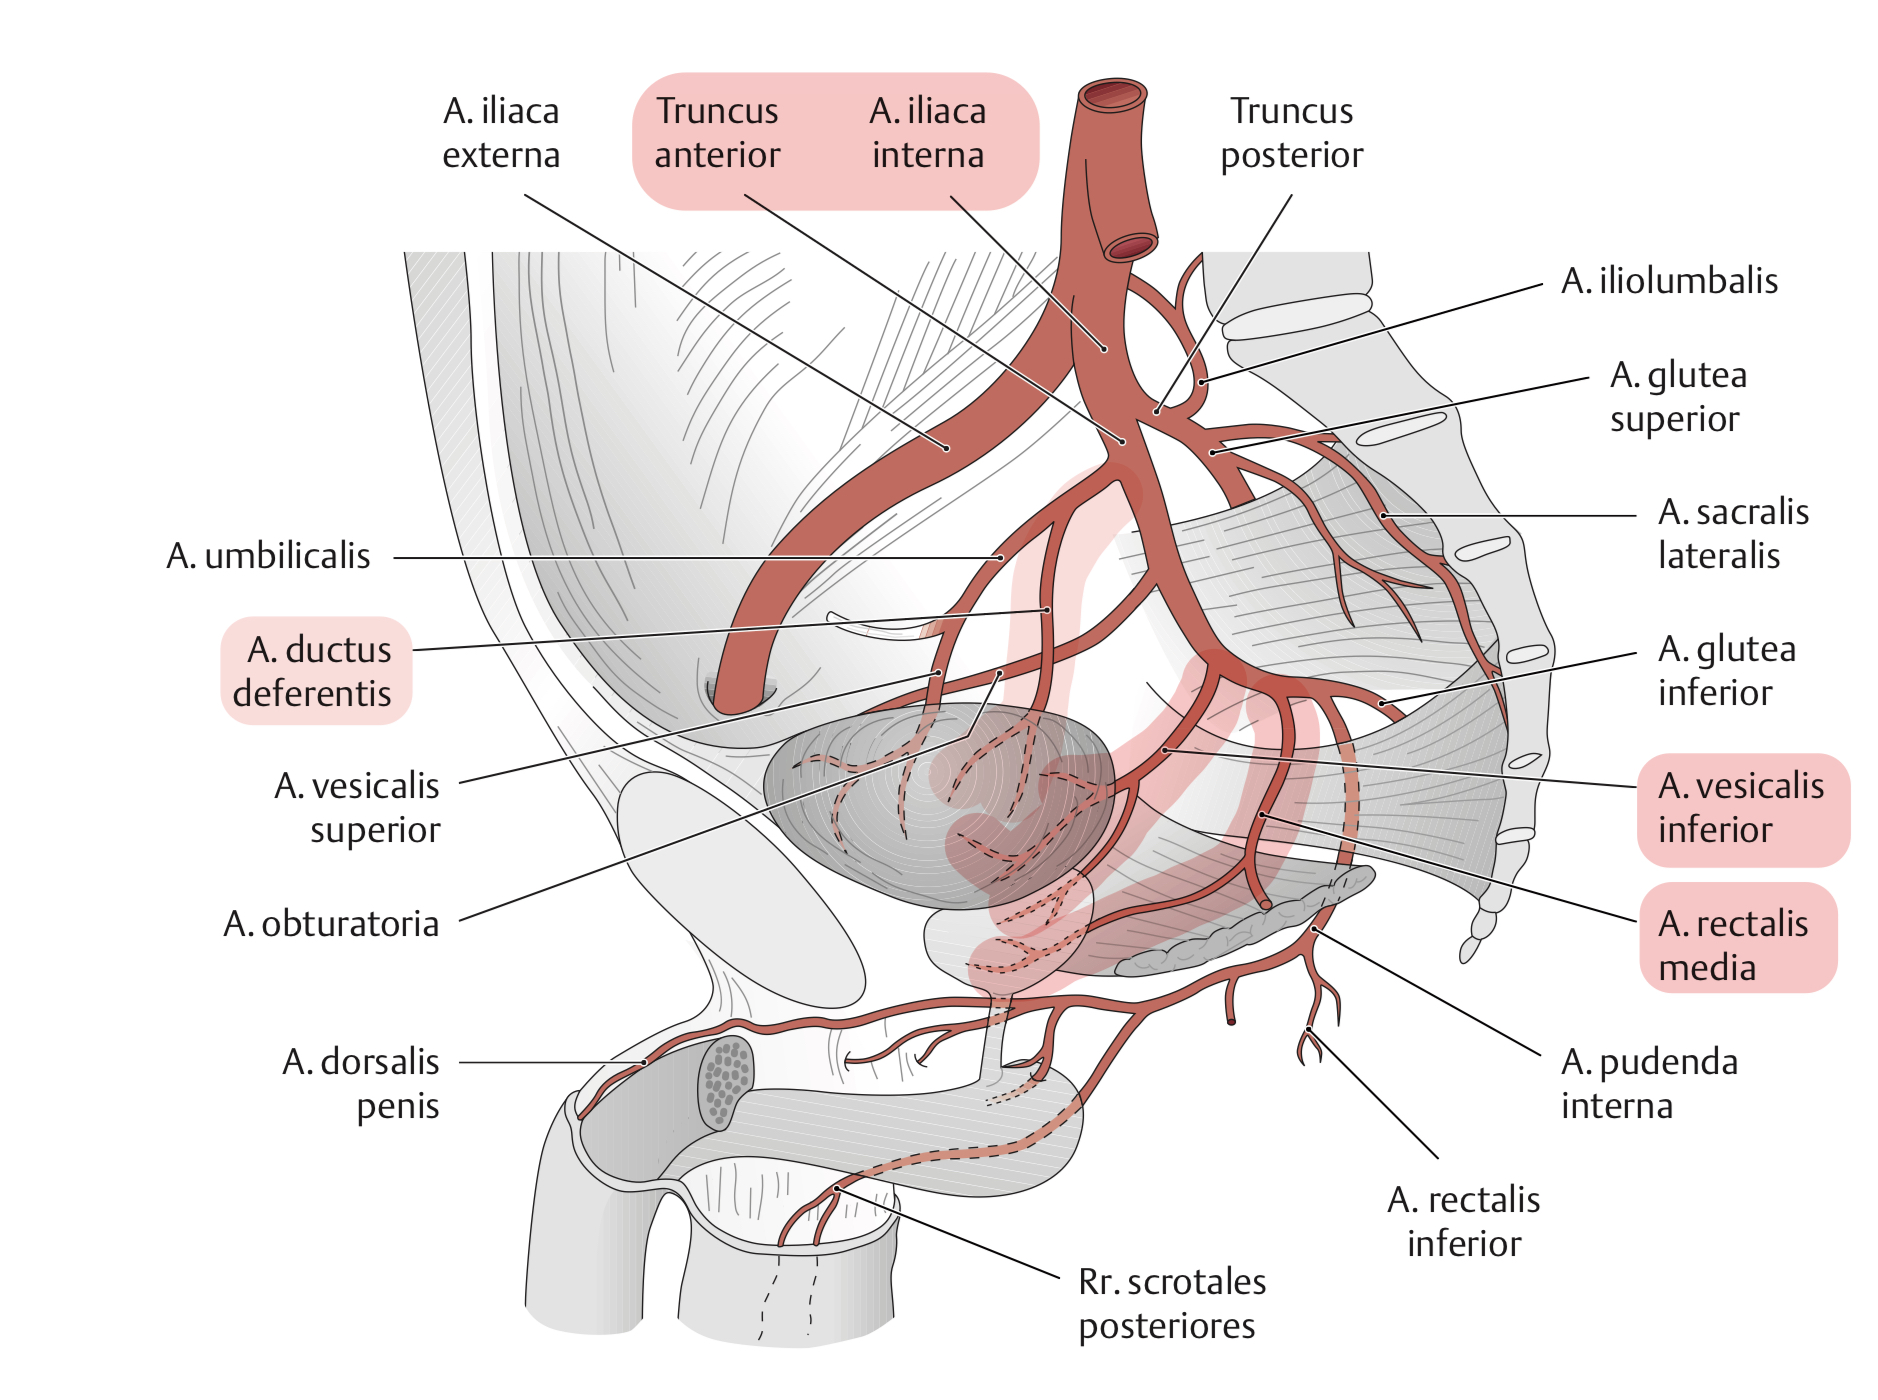 A. iliaca
externa
Truncus
anterior
A. iliaca
interna
Truncus
posterior
A. iliolumbalis
A. glutea
superior
A. sacralis
lateralis
A. umbilicalis
A. ductus
deferentis
A. glutea
inferior
A. vesicalis
superior
A. vesicalis
inferior
A. obturatoria
A. rectalis
media
A. dorsalis
penis
A. pudenda
interna
A. rectalis
inferior
Rr. scrotales
posteriores